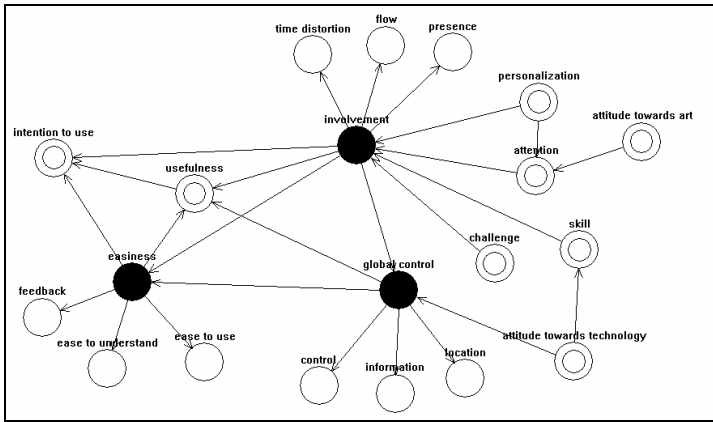 flow
time distortion
presence
personalization
involvement
attitude towards art
intention to use
attention
usefulness
skill
challenge
easiness
global control
feedback
attitude towards technology
ease to understand
ease to use
control
information
location